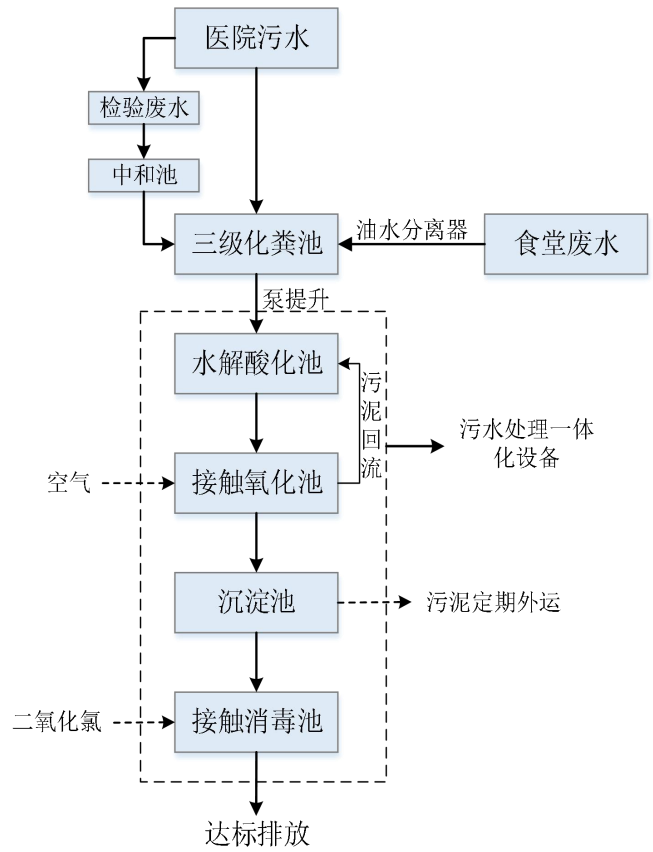 医院污水
检验废水
中和池
三级化粪池
油水分离器
食堂废水
泵提升
水解酸化池
污泥回流
污水处理一体
化设备
空气
接触氧化池
沉淀池
污泥定期外运
二氧化氯
接触消毒池
达标排放